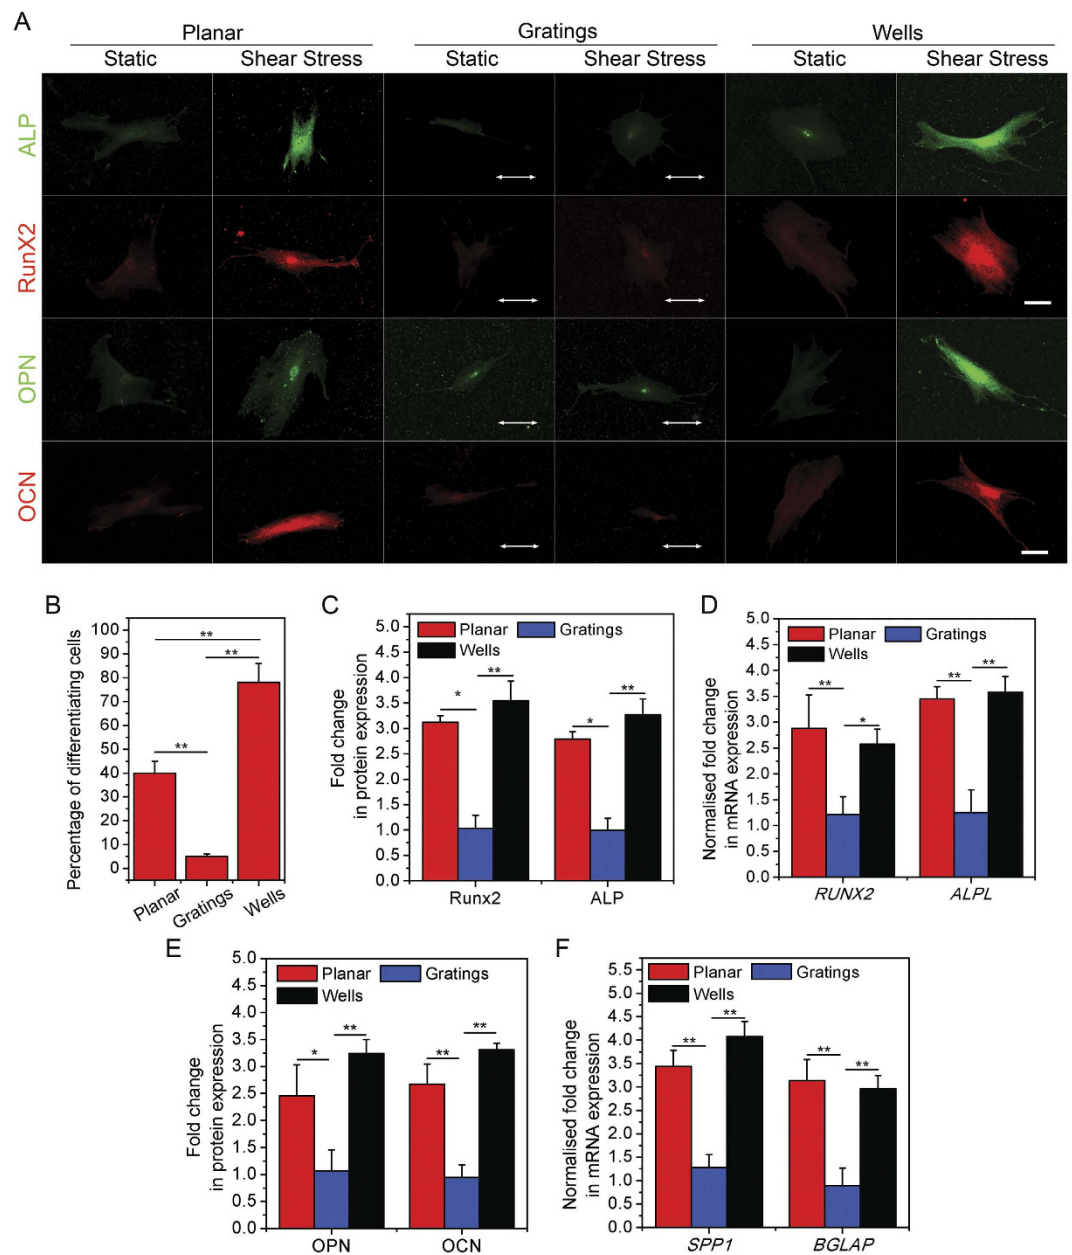 A
Planar Gratings Wells
Static Shear Stress Static Shear Stress Static Shear Stress
ALP
RunX2
OPN
OCN
B
Percentage of differentiating cells
100
90
80
70
60
50
40
30
20
10
0
**
**
**
Planar Gratings Wells
C
Fold change
in protein expression
5.0
4.5
4.0
3.5
3.0
2.5
2.0
1.5
1.0
0.5
0.0
Planar Gratings
Wells
* ** * **
Runx2 ALP
D
Normalised fold change
in mRNA expression
5.0
4.5
4.0
3.5
3.0
2.5
2.0
1.5
1.0
0.5
0.0
Planar Gratings
Wells
** * ** **
RUNX2 ALPL
E
Fold change
in protein expression
5.0
4.5
4.0
3.5
3.0
2.5
2.0
1.5
1.0
0.5
0.0
Planar Gratings
Wells
* ** ** **
OPN OCN
F
Normalised fold change
in mRNA expression
5.5
5.0
4.5
4.0
3.5
3.0
2.5
2.0
1.5
1.0
0.5
0.0
Planar Gratings
Wells
** ** ** **
SPP1 BGLAP